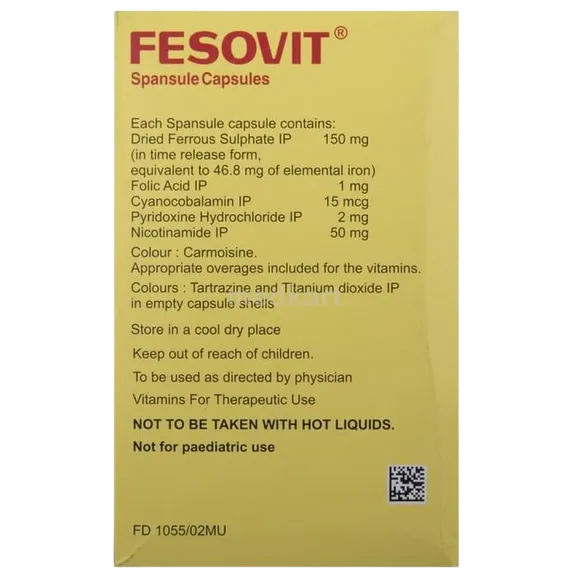 FESOVIT®
Spansule Capsules
Each Spansule capsule contains:
Dried Ferrous Sulphate IP 150 mg
(in time release form,
equivalent to 46.8 mg of elemental iron)
Folic Acid IP 1 mg
Cyanocobalamin IP 15 mcg
Pyridoxine Hydrochloride IP 2 mg
Nicotinamide IP 50 mg
Colour : Carmoisine.
Appropriate overages included for the vitamins.
Colours : Tartrazine and Titanium dioxide IP
in empty capsule shells
Store in a cool dry place
Keep out of reach of children.
To be used as directed by physician
Vitamins For Therapeutic Use
NOT TO BE TAKEN WITH HOT LIQUIDS.
Not for paediatric use
FD 1055/02MU